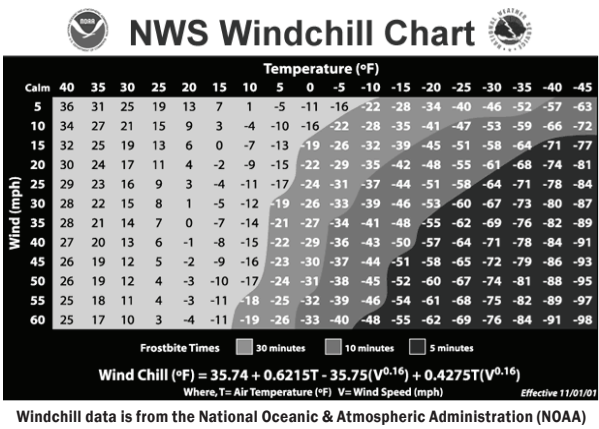 NWS Windchill Chart
Temperature (ºF)
Calm 40 35 30 25 20 15 10 5 0 -5 -10 -15 -20 -25 -30 -35 -40 -45
5 36 31 25 19 13 7 1 -5 -11 -16 -22 -28 -34 -40 -46 -52 -57 -63
10 34 27 21 15 9 3 -4 -10 -16 -22 -28 -35 -41 -47 -53 -59 -66 -72
15 32 25 19 13 6 0 -7 -13 -19 -26 -32 -39 -45 -51 -58 -64 -71 -77
20 30 24 17 11 4 -2 -9 -15 -22 -29 -35 -42 -48 -55 -61 -68 -74 -81
25 29 23 16 9 3 -4 -11 -17 -24 -31 -37 -44 -51 -58 -64 -71 -78 -84
30 28 22 15 8 1 -5 -12 -19 -26 -33 -39 -46 -53 -60 -67 -73 -80 -87
35 28 21 14 7 0 -7 -14 -21 -27 -34 -41 -48 -55 -62 -69 -76 -82 -89
40 27 20 13 6 -1 -8 -15 -22 -29 -36 -43 -50 -57 -64 -71 -78 -84 -91
45 26 19 12 5 -2 -9 -16 -23 -30 -37 -44 -51 -58 -65 -72 -79 -86 -93
50 26 19 12 4 -3 -10 -17 -24 -31 -38 -45 -52 -60 -67 -74 -81 -88 -95
55 25 18 11 4 -3 -11 -18 -25 -32 -39 -46 -54 -61 -68 -75 -82 -89 -97
60 25 17 10 3 -4 -11 -19 -26 -33 -40 -48 -55 -62 -69 -76 -84 -91 -98
Wind (mph)
Frostbite Times 30 minutes 10 minutes 5 minutes
Wind Chill (ºF) = 35.74 + 0.6215T - 35.75(V0.16) + 0.4275T(V0.16)
Where, T= Air Temperature (ºF) V= Wind Speed (mph) Effective 11/01/01
Windchill data is from the National Oceanic & Atmospheric Administration (NOAA)